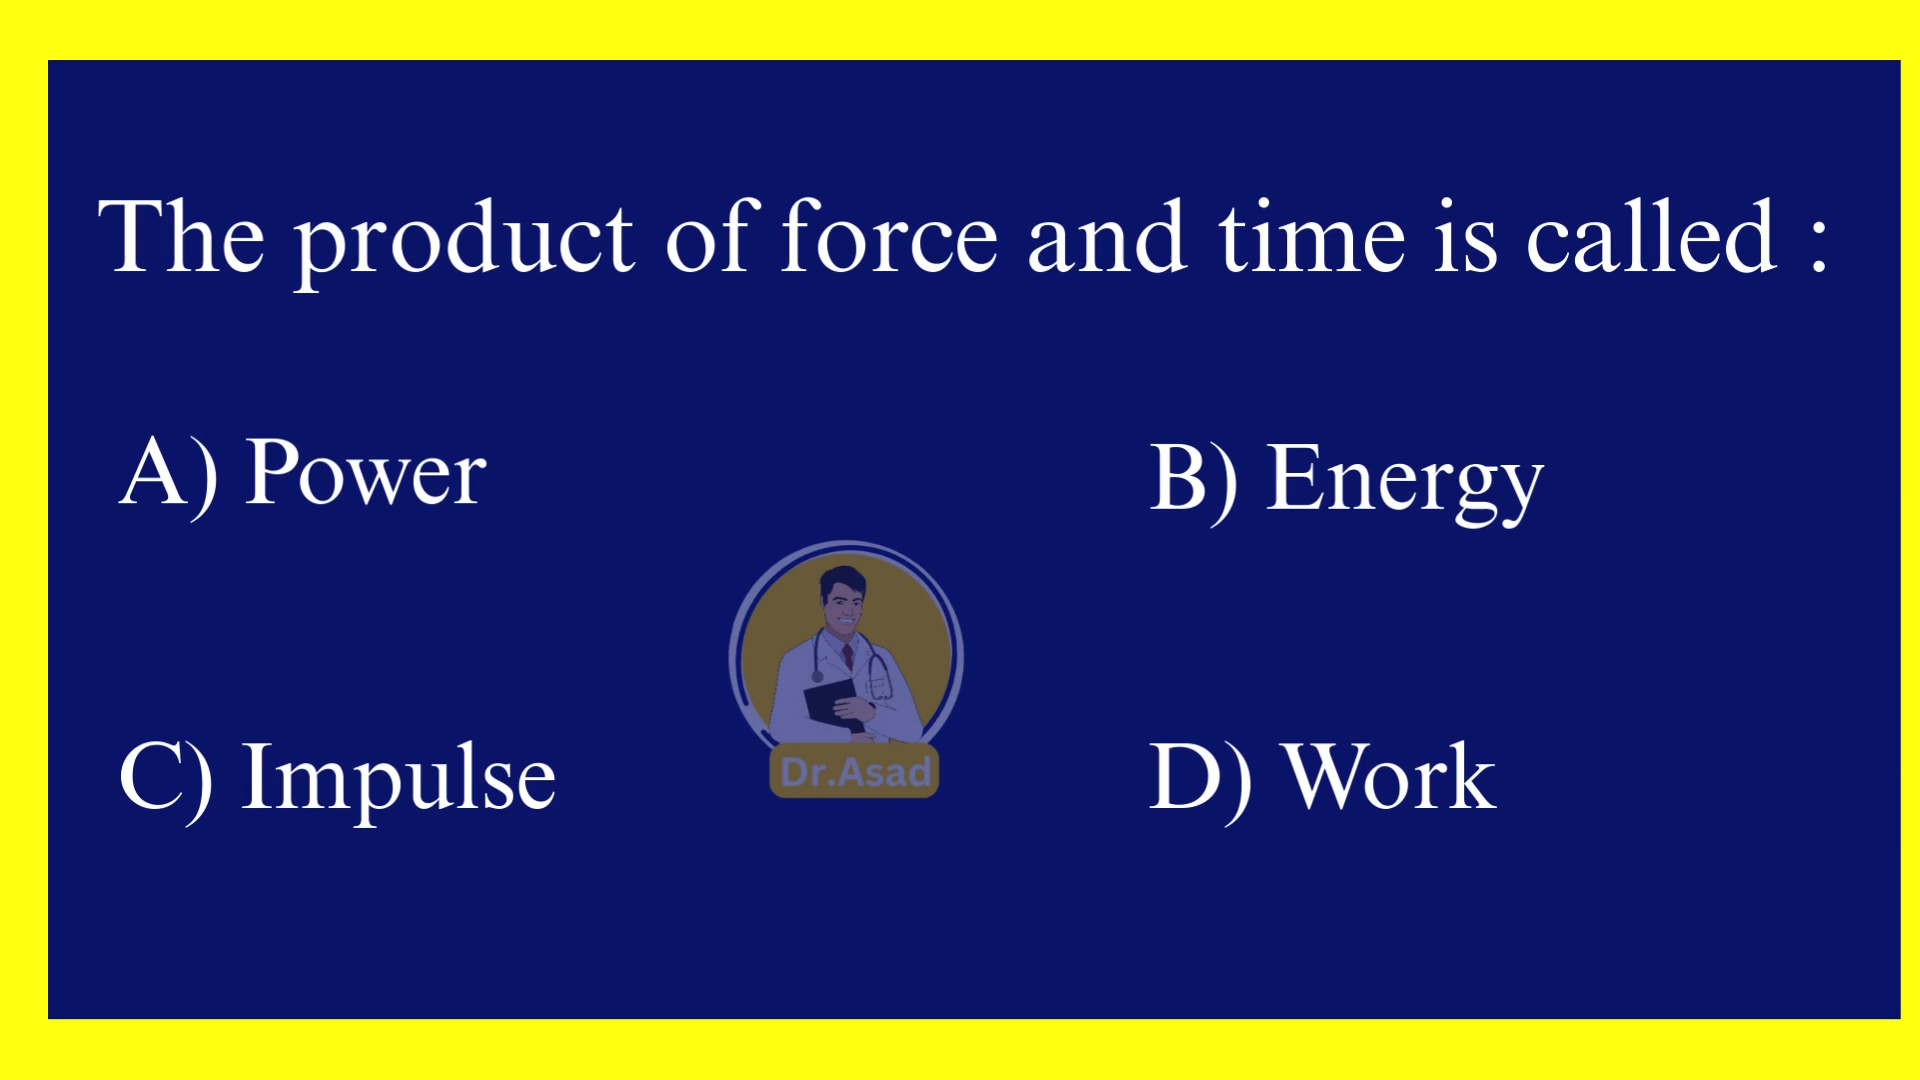 The product of force and time is called :
A) Power
B) Energy
C) Impulse
D) Work
Dr.Asad